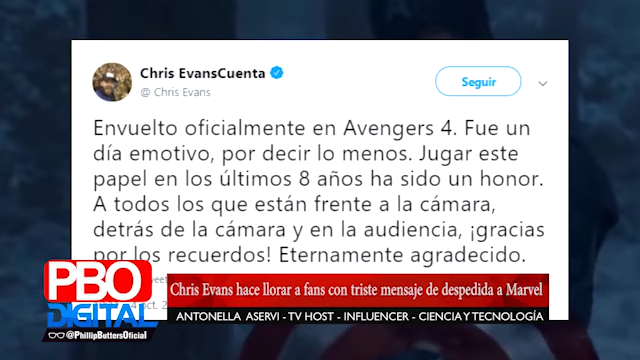 Chris EvansCuenta
@ Chris Evans
Seguir
Envuelto oficialmente en Avengers 4. Fue un
día emotivo, por decir lo menos. Jugar este
papel en los últimos 8 años ha sido un honor.
A todos los que están frente a la cámara,
detrás de la cámara y en la audiencia, ¡gracias
por los recuerdos! Eternamente agradecido.
PBO
DIGITAL
@PhillipButtersOficial
Chris Evans hace llorar a fans con triste mensaje de despedida a Marvel
ANTONELLA ASERVI - TV HOST - INFLUENCER - CIENCIA Y TECNOLOGÍA